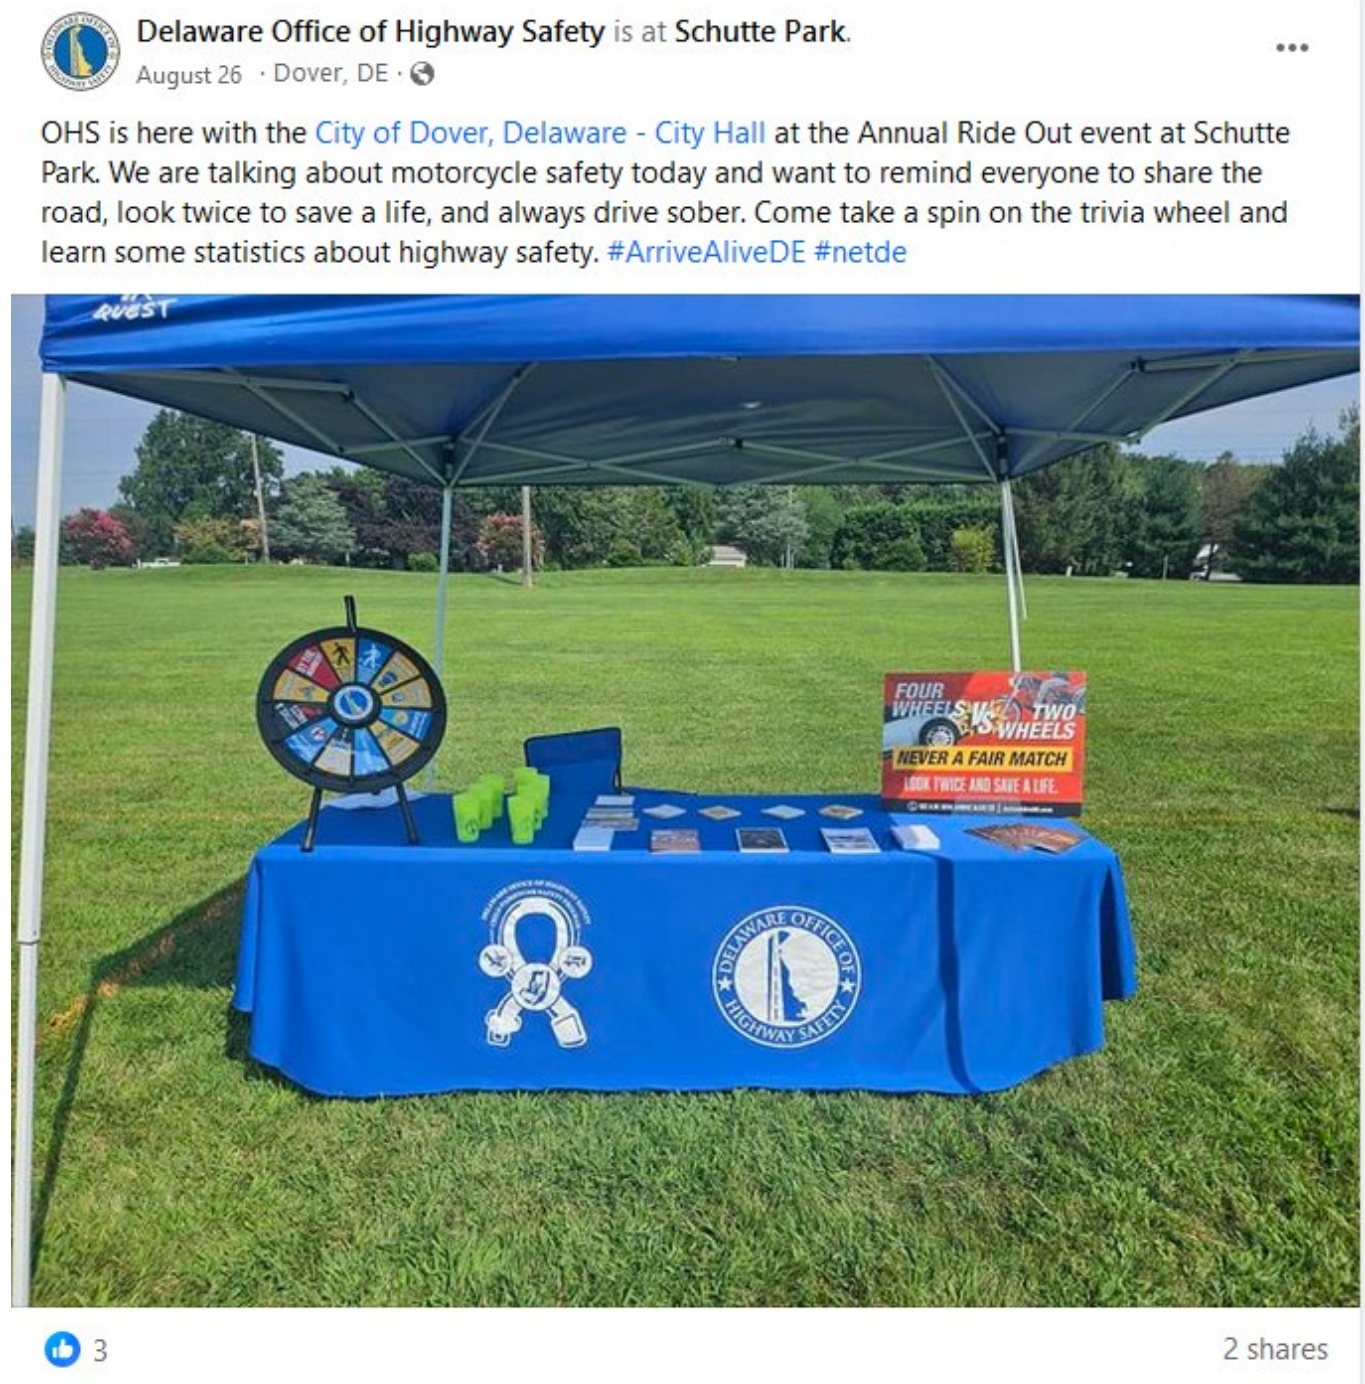 Delaware Office of Highway Safety is at Schutte Park.
August 26 · Dover, DE ·
OHS is here with the City of Dover, Delaware - City Hall at the Annual Ride Out event at Schutte
Park. We are talking about motorcycle safety today and want to remind everyone to share the
road, look twice to save a life, and always drive sober. Come take a spin on the trivia wheel and
learn some statistics about highway safety. #ArriveAliveDE #netde
QUEST
FOUR
WHEELS
VS
TWO
WHEELS
NEVER A FAIR MATCH
LOOK TWICE AND SAVE A LIFE.
DELAWARE OFFICE OF
HIGHWAY SAFETY
3
2 shares